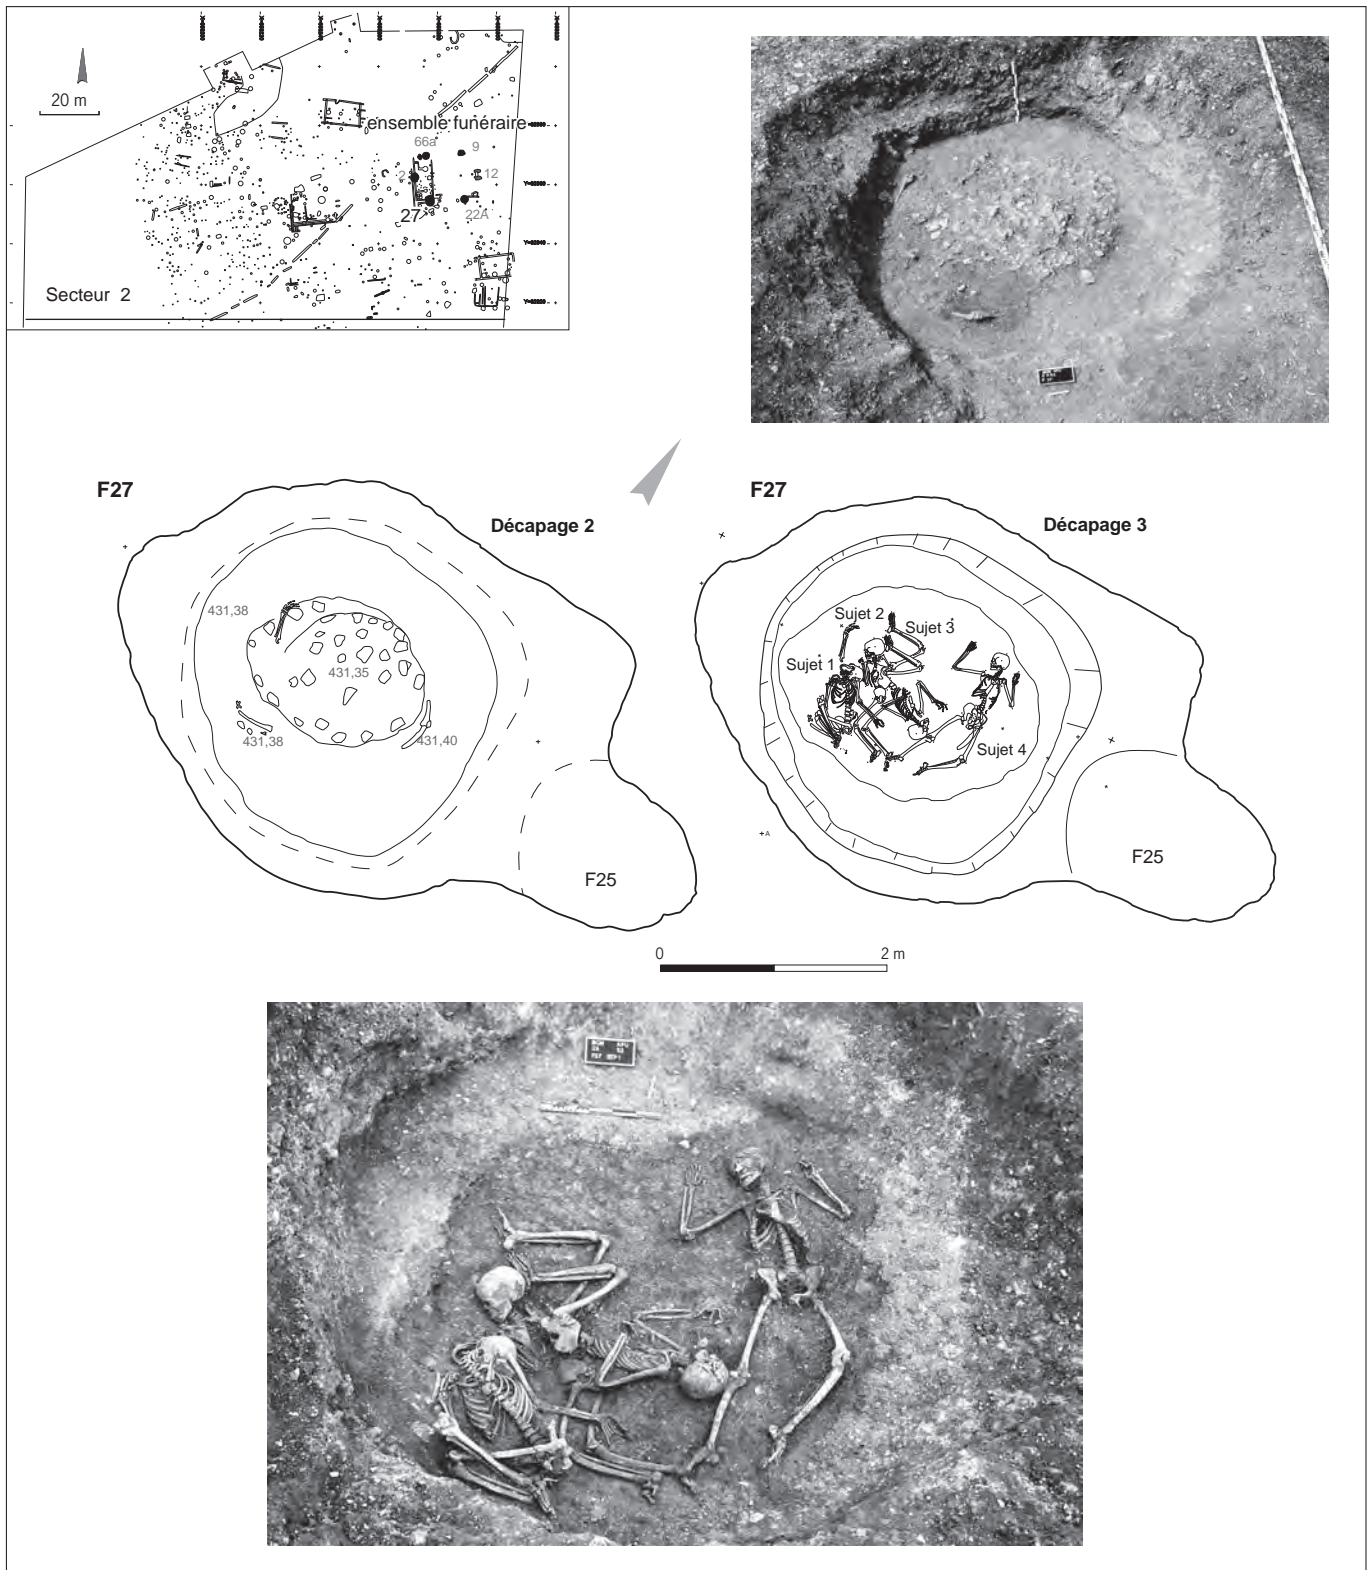 20 m
ensemble funéraire
66a
9
2
12
27
22A
Secteur 2
F27
Décapage 2
431,38
431,35
431,38
431,40
F25
F27
Décapage 3
Sujet 2
Sujet 3
Sujet 1
Sujet 4
A
F25
0
2 m